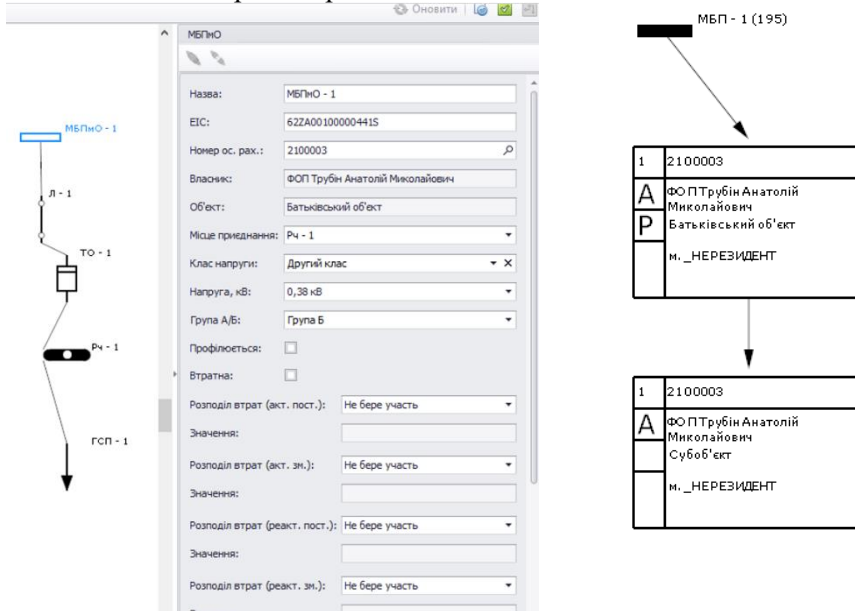 Оновити
МБПнО - 1
Л - 1
ТО - 1
Рч - 1
ГСП - 1
МБПнО
Назва: МБПнО - 1
EIC: 62ZA00100000441S
Номер ос. рах.: 2100003
Власник: ФОП Трубін Анатолій Миколайович
Об'єкт: Батьківський об'єкт
Місце приєднання: Рч - 1
Клас напруги: Другий клас
Напруга, кВ: 0,38 кВ
Група А/Б: Група Б
Профілюється:
Втратна:
Розподіл втрат (акт. пост.): Не бере участь
Значення:
Розподіл втрат (акт. зм.): Не бере участь
Значення:
Розподіл втрат (реакт. пост.): Не бере участь
Значення:
Розподіл втрат (реакт. зм.): Не бере участь
МБП - 1 (195)
1 2100003
А ФОП Трубін Анатолій
Миколайович
Р Батьківський об'єкт
м. _НЕРЕЗИДЕНТ
1 2100003
А ФОП Трубін Анатолій
Миколайович
Субоб'єкт
м. _НЕРЕЗИДЕНТ